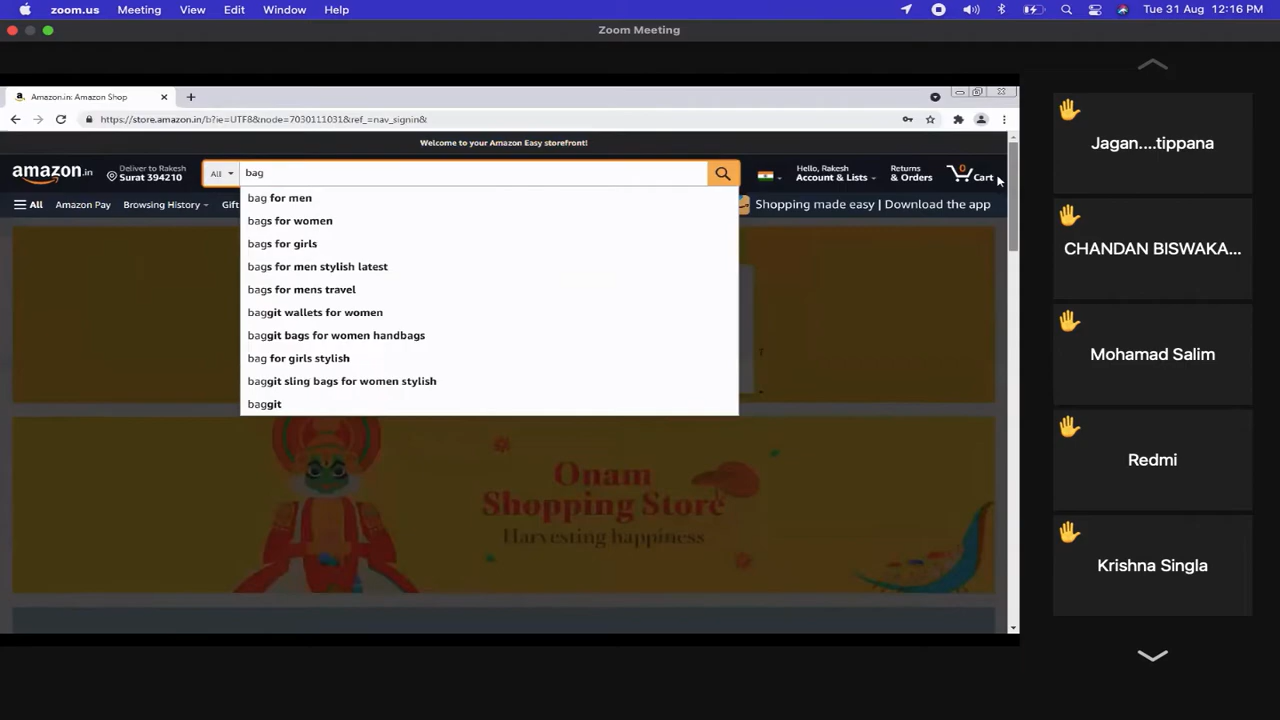 zoom.us Meeting View Edit Window Help Tue 31 Aug 12:16 PM
Zoom Meeting
Amazon.in: Amazon Shop
https://store.amazon.in/b?ie=UTF8&node=7030111031&ref_=nav_signin&
Welcome to your Amazon Easy storefront!
amazon.in
Deliver to Rakesh
Surat 394210
All
bag
Hello, Rakesh
Account & Lists
Returns
& Orders
0
Cart
All Amazon Pay Browsing History Gift
Shopping made easy | Download the app
bag for men
bags for women
bags for girls
bags for men stylish latest
bags for mens travel
baggit wallets for women
baggit bags for women handbags
bag for girls stylish
baggit sling bags for women stylish
baggit
Onam
Shopping Store
Harvesting happiness
Jagan....tippana
CHANDAN BISWAKA...
Mohamad Salim
Redmi
Krishna Singla